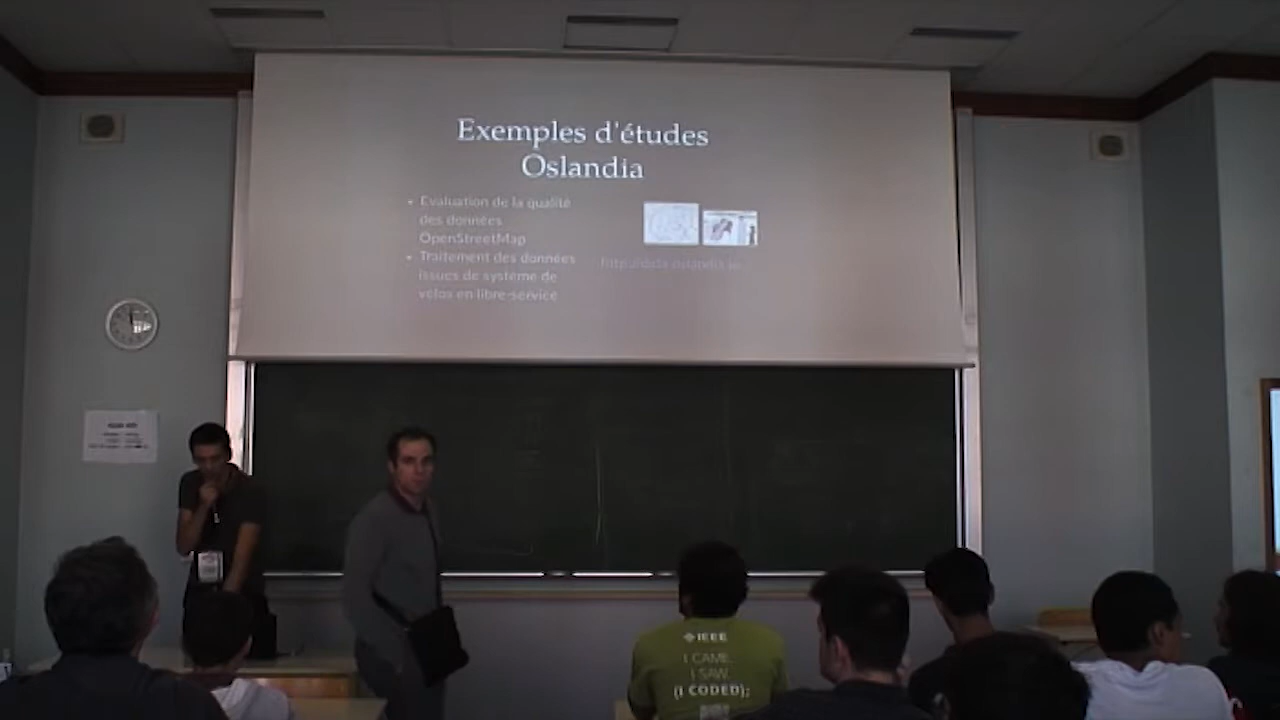 Exemples d'études
Oslandia
• Evaluation de la qualité
des données
OpenStreetMap
• Traitement des données
issues de système de
vélos en libre-service
IEEE
I CAME.
I SAW.
(I CODED);